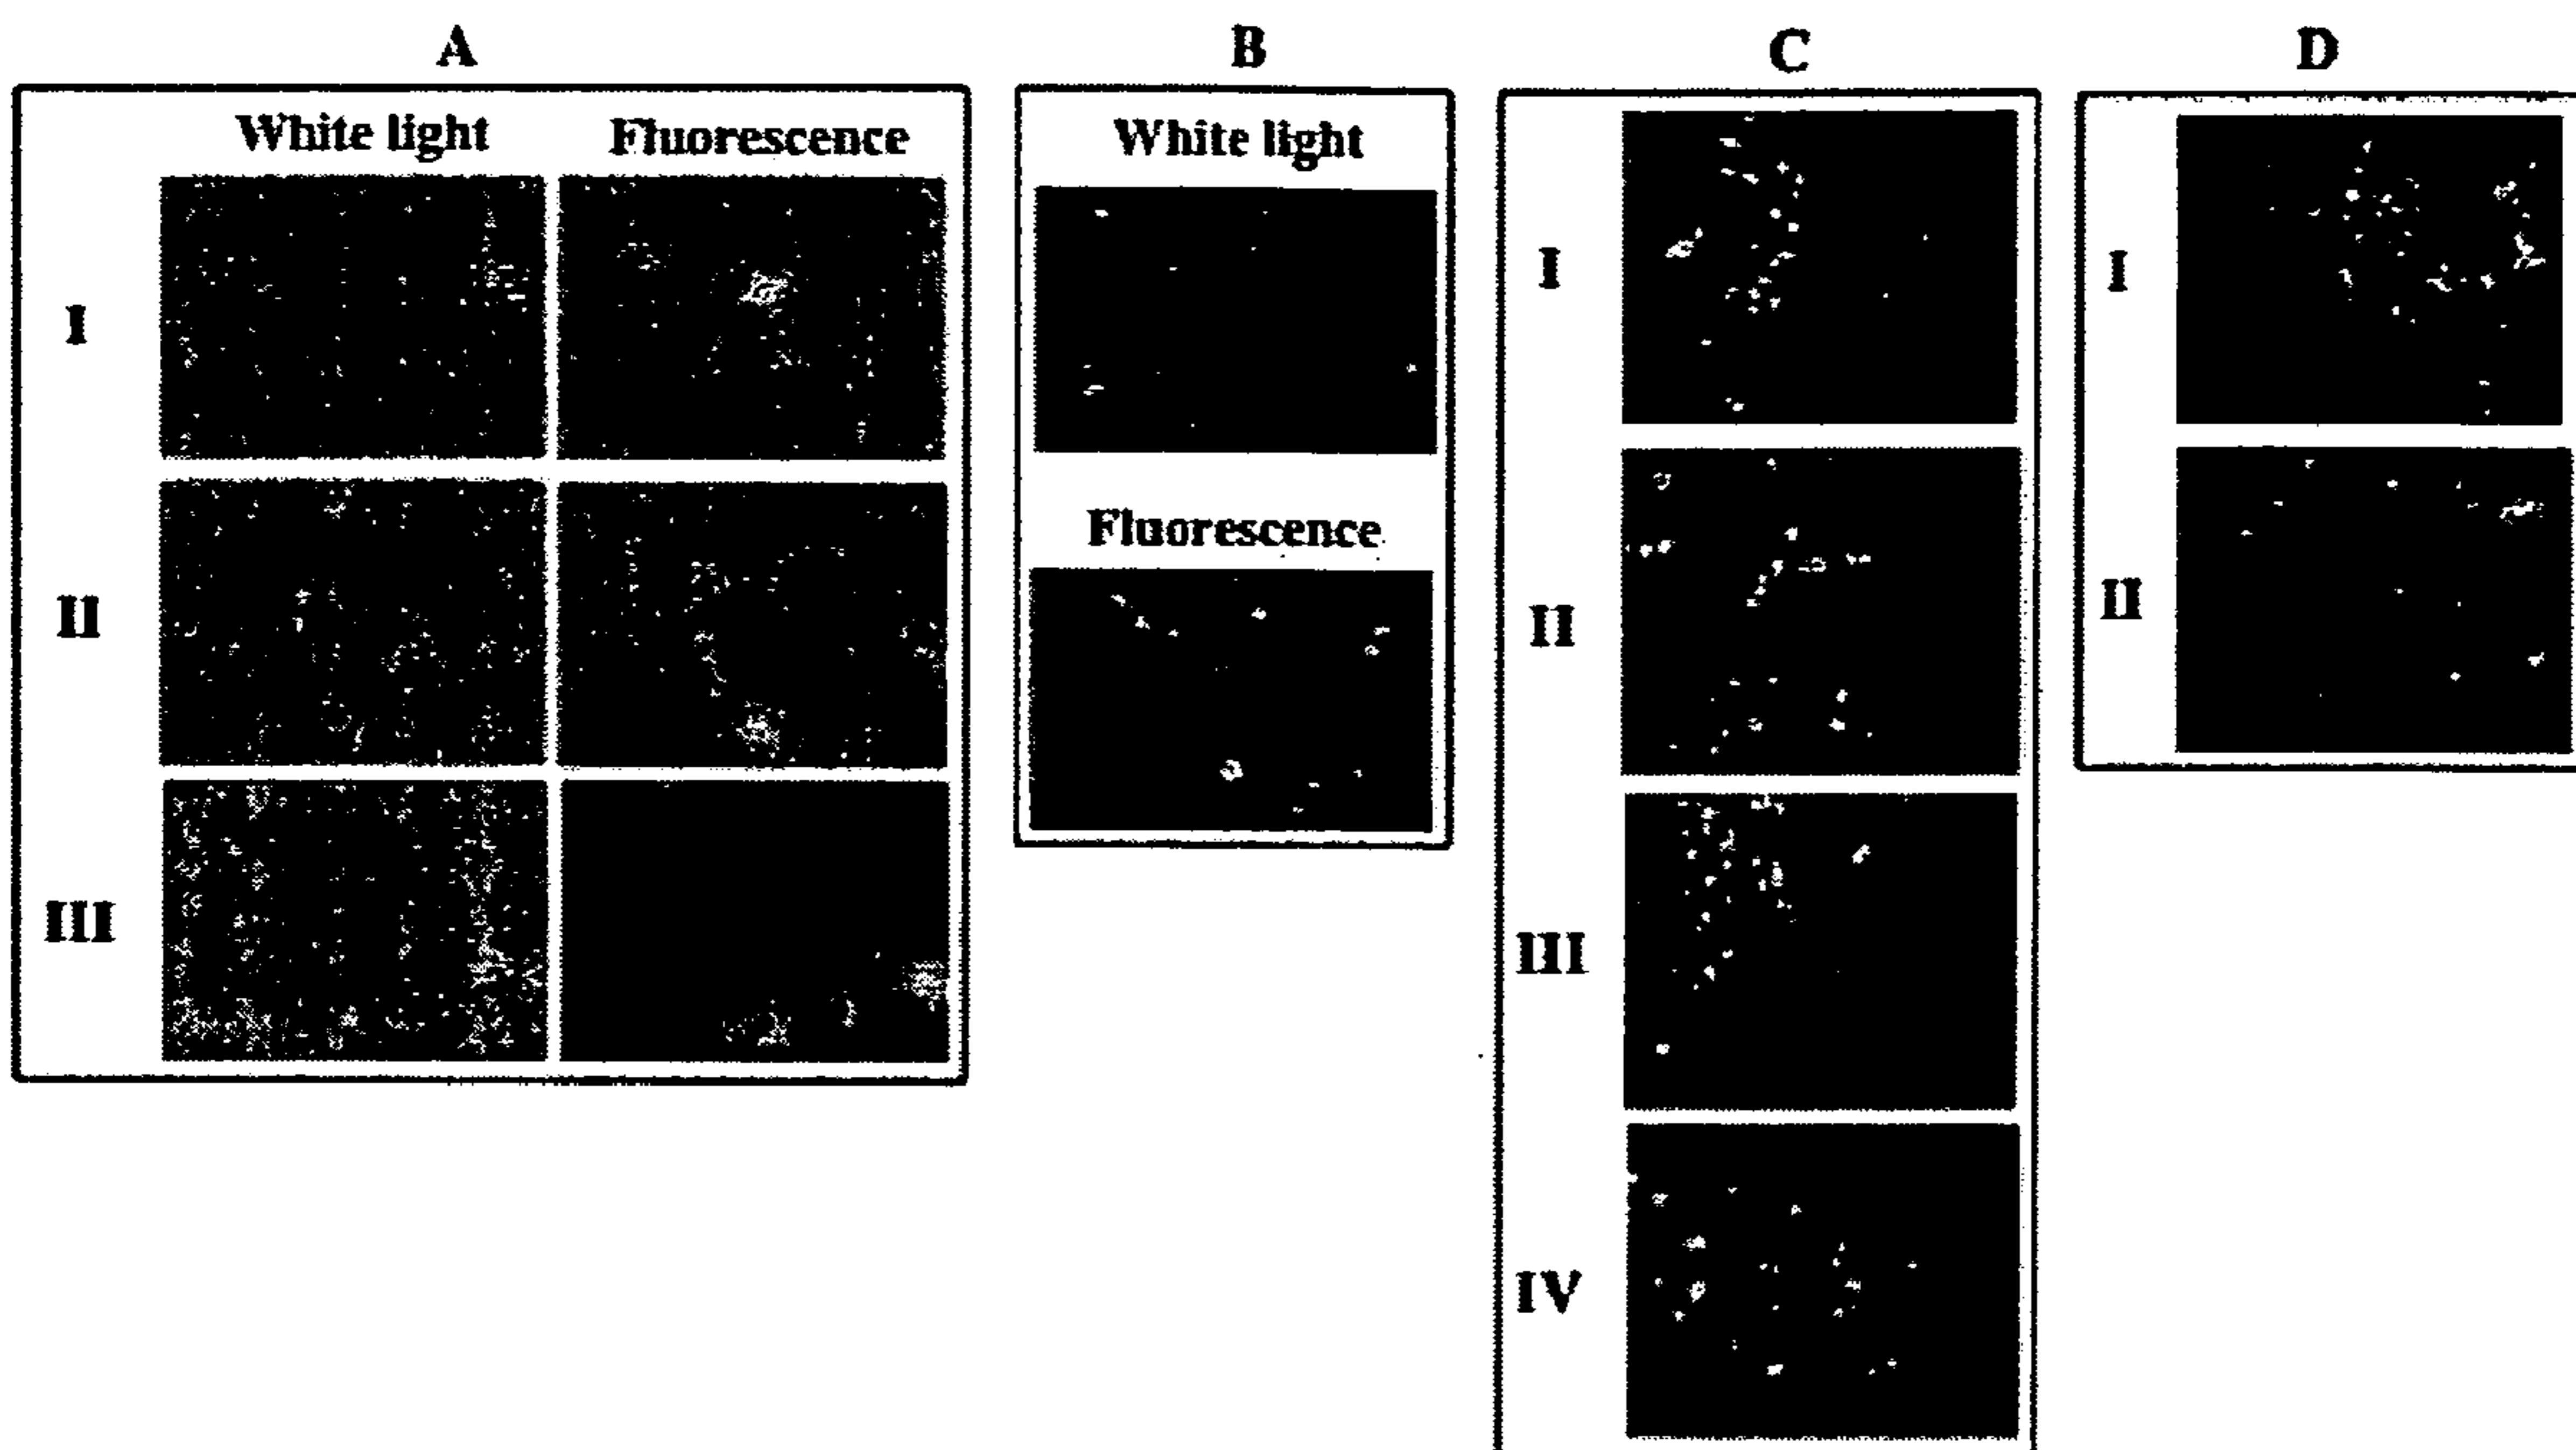 A
White light Fluorescence
I
II
III
B
White light
Fluorescence
C
I
II
III
IV
D
I
II